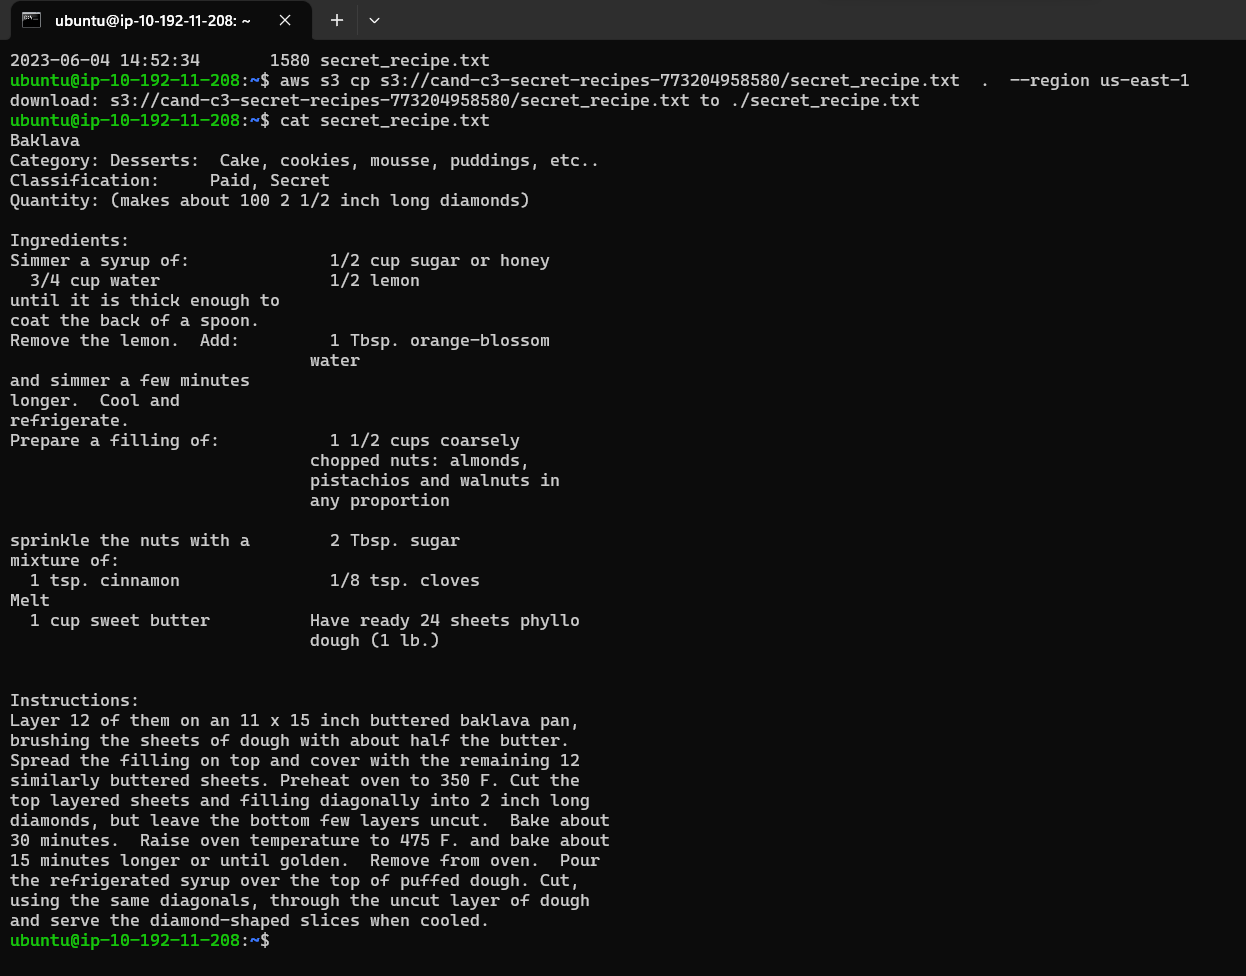 ubuntu@ip-10-192-11-208: ~
2023-06-04 14:52:34       1580 secret_recipe.txt
ubuntu@ip-10-192-11-208:~$ aws s3 cp s3://cand-c3-secret-recipes-773204958580/secret_recipe.txt  .  --region us-east-1
download: s3://cand-c3-secret-recipes-773204958580/secret_recipe.txt to ./secret_recipe.txt
ubuntu@ip-10-192-11-208:~$ cat secret_recipe.txt
Baklava
Category: Desserts:  Cake, cookies, mousse, puddings, etc..
Classification:     Paid, Secret
Quantity: (makes about 100 2 1/2 inch long diamonds)

Ingredients:
Simmer a syrup of:              1/2 cup sugar or honey
  3/4 cup water                 1/2 lemon
until it is thick enough to
coat the back of a spoon.
Remove the lemon.  Add:         1 Tbsp. orange-blossom
                              water
and simmer a few minutes
longer.  Cool and
refrigerate.
Prepare a filling of:           1 1/2 cups coarsely
                              chopped nuts: almonds,
                              pistachios and walnuts in
                              any proportion

sprinkle the nuts with a        2 Tbsp. sugar
mixture of:
  1 tsp. cinnamon               1/8 tsp. cloves
Melt
  1 cup sweet butter          Have ready 24 sheets phyllo
                              dough (1 lb.)


Instructions:
Layer 12 of them on an 11 x 15 inch buttered baklava pan,
brushing the sheets of dough with about half the butter.
Spread the filling on top and cover with the remaining 12
similarly buttered sheets. Preheat oven to 350 F. Cut the
top layered sheets and filling diagonally into 2 inch long
diamonds, but leave the bottom few layers uncut.  Bake about
30 minutes.  Raise oven temperature to 475 F. and bake about
15 minutes longer or until golden.  Remove from oven.  Pour
the refrigerated syrup over the top of puffed dough. Cut,
using the same diagonals, through the uncut layer of dough
and serve the diamond-shaped slices when cooled.
ubuntu@ip-10-192-11-208:~$